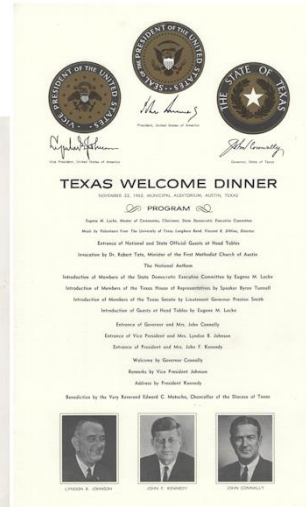 VICE PRESIDENT OF THE UNITED STATES
SEAL OF THE PRESIDENT OF THE UNITED STATES
THE STATE OF TEXAS
Vice President, United States of America
President, United States of America
Governor, State of Texas
TEXAS WELCOME DINNER
NOVEMBER 22, 1963, MUNICIPAL AUDITORIUM, AUSTIN, TEXAS
PROGRAM
Eugene M. Locke, Master of Ceremonies, Chairman, State Democratic Executive Committee
Music by Volunteers from The University of Texas Longhorn Band, Vincent R. DiNino, Director
Entrance of National and State Official Guests at Head Tables
Invocation by Dr. Robert Tate, Minister of the First Methodist Church of Austin
The National Anthem
Introduction of Members of the State Democratic Executive Committee by Eugene M. Locke
Introduction of Members of the Texas House of Representatives by Speaker Byron Tunnell
Introduction of Members of the Texas Senate by Lieutenant Governor Preston Smith
Introduction of Guests at Head Tables by Eugene M. Locke
Entrance of Governor and Mrs. John Connally
Entrance of Vice President and Mrs. Lyndon B. Johnson
Entrance of President and Mrs. John F. Kennedy
Welcome by Governor Connally
Remarks by Vice President Johnson
Address by President Kennedy
Benediction by the Very Reverend Edward C. Matocha, Chancellor of the Diocese of Texas
LYNDON B. JOHNSON
JOHN F. KENNEDY
JOHN CONNALLY